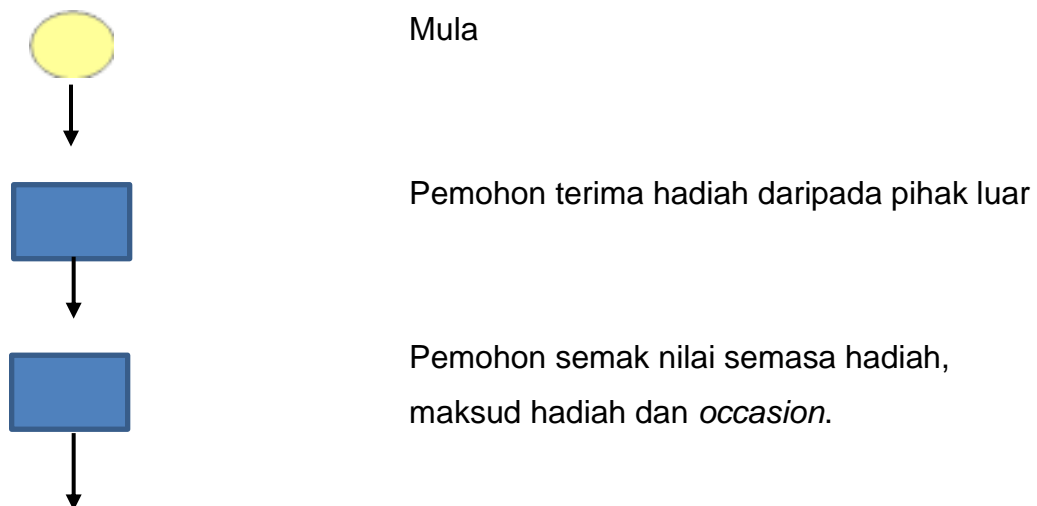 Mula
Pemohon terima hadiah daripada pihak luar
Pemohon semak nilai semasa hadiah,
maksud hadiah dan occasion.